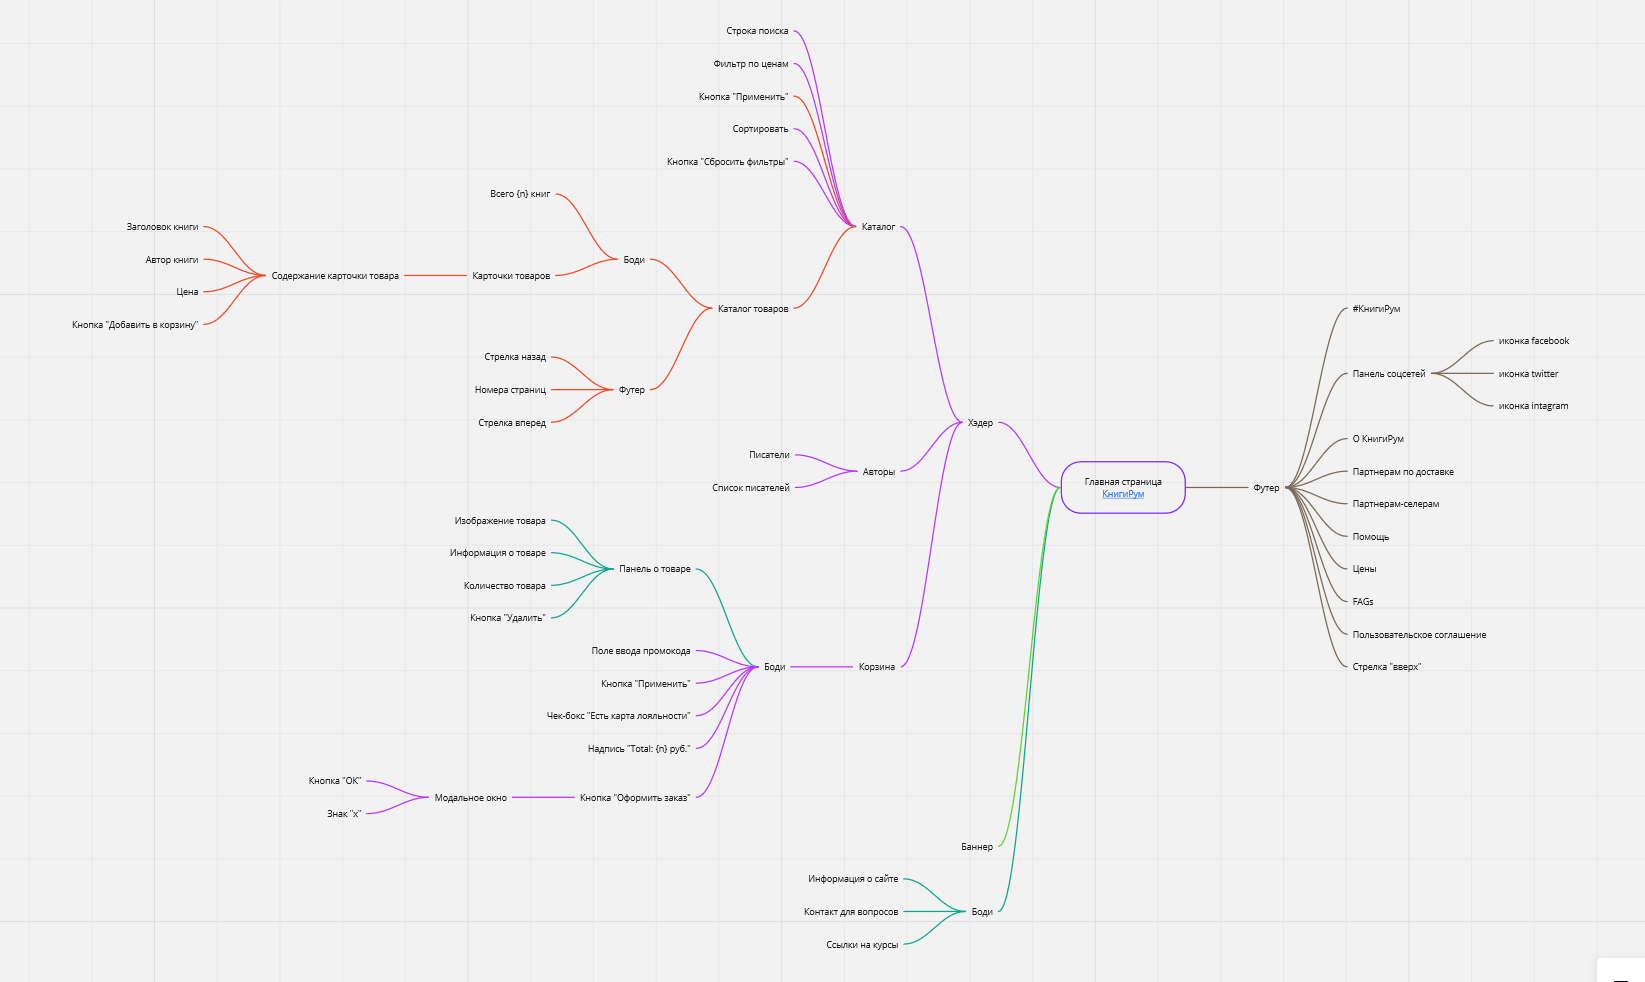 Строка поиска
Фильтр по ценам
Кнопка "Применить"
Сортировать
Кнопка "Сбросить фильтры"
Всего {n} книг
Заголовок книги
Каталог
Автор книги
Боди
Содержание карточки товара
Карточки товаров
Цена
Каталог товаров
Кнопка "Добавить в корзину"
Стрелка назад
Номера страниц
Футер
Стрелка вперед
Хэдер
Писатели
Авторы
Список писателей
Главная страница
КнигиРум
Футер
#КнигиРум
иконка facebook
Панель соцсетей
иконка twitter
иконка intagram
О КнигиРум
Партнерам по доставке
Партнерам-селерам
Помощь
Цены
FAGs
Пользовательское соглашение
Стрелка "вверх"
Изображение товара
Информация о товаре
Панель о товаре
Количество товара
Кнопка "Удалить"
Поле ввода промокода
Боди
Корзина
Кнопка "Применить"
Чек-бокс "Есть карта лояльности"
Надпись "Total: {n} руб."
Кнопка "ОК"
Модальное окно
Кнопка "Оформить заказ"
Знак "х"
Баннер
Информация о сайте
Контакт для вопросов
Боди
Ссылки на курсы